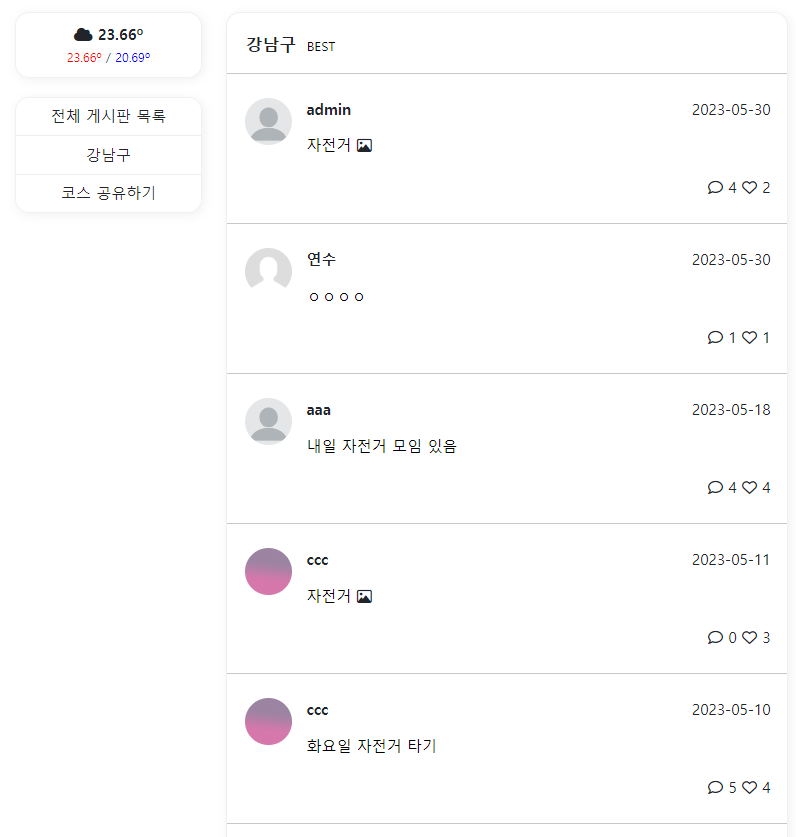 23.66º
23.66º / 20.69º
전체 게시판 목록
강남구
코스 공유하기
강남구 BEST
admin 2023-05-30
자전거
4 2
연수 2023-05-30
ㅇㅇㅇㅇ
1 1
aaa 2023-05-18
내일 자전거 모임 있음
4 4
ccc 2023-05-11
자전거
0 3
ccc 2023-05-10
화요일 자전거 타기
5 4